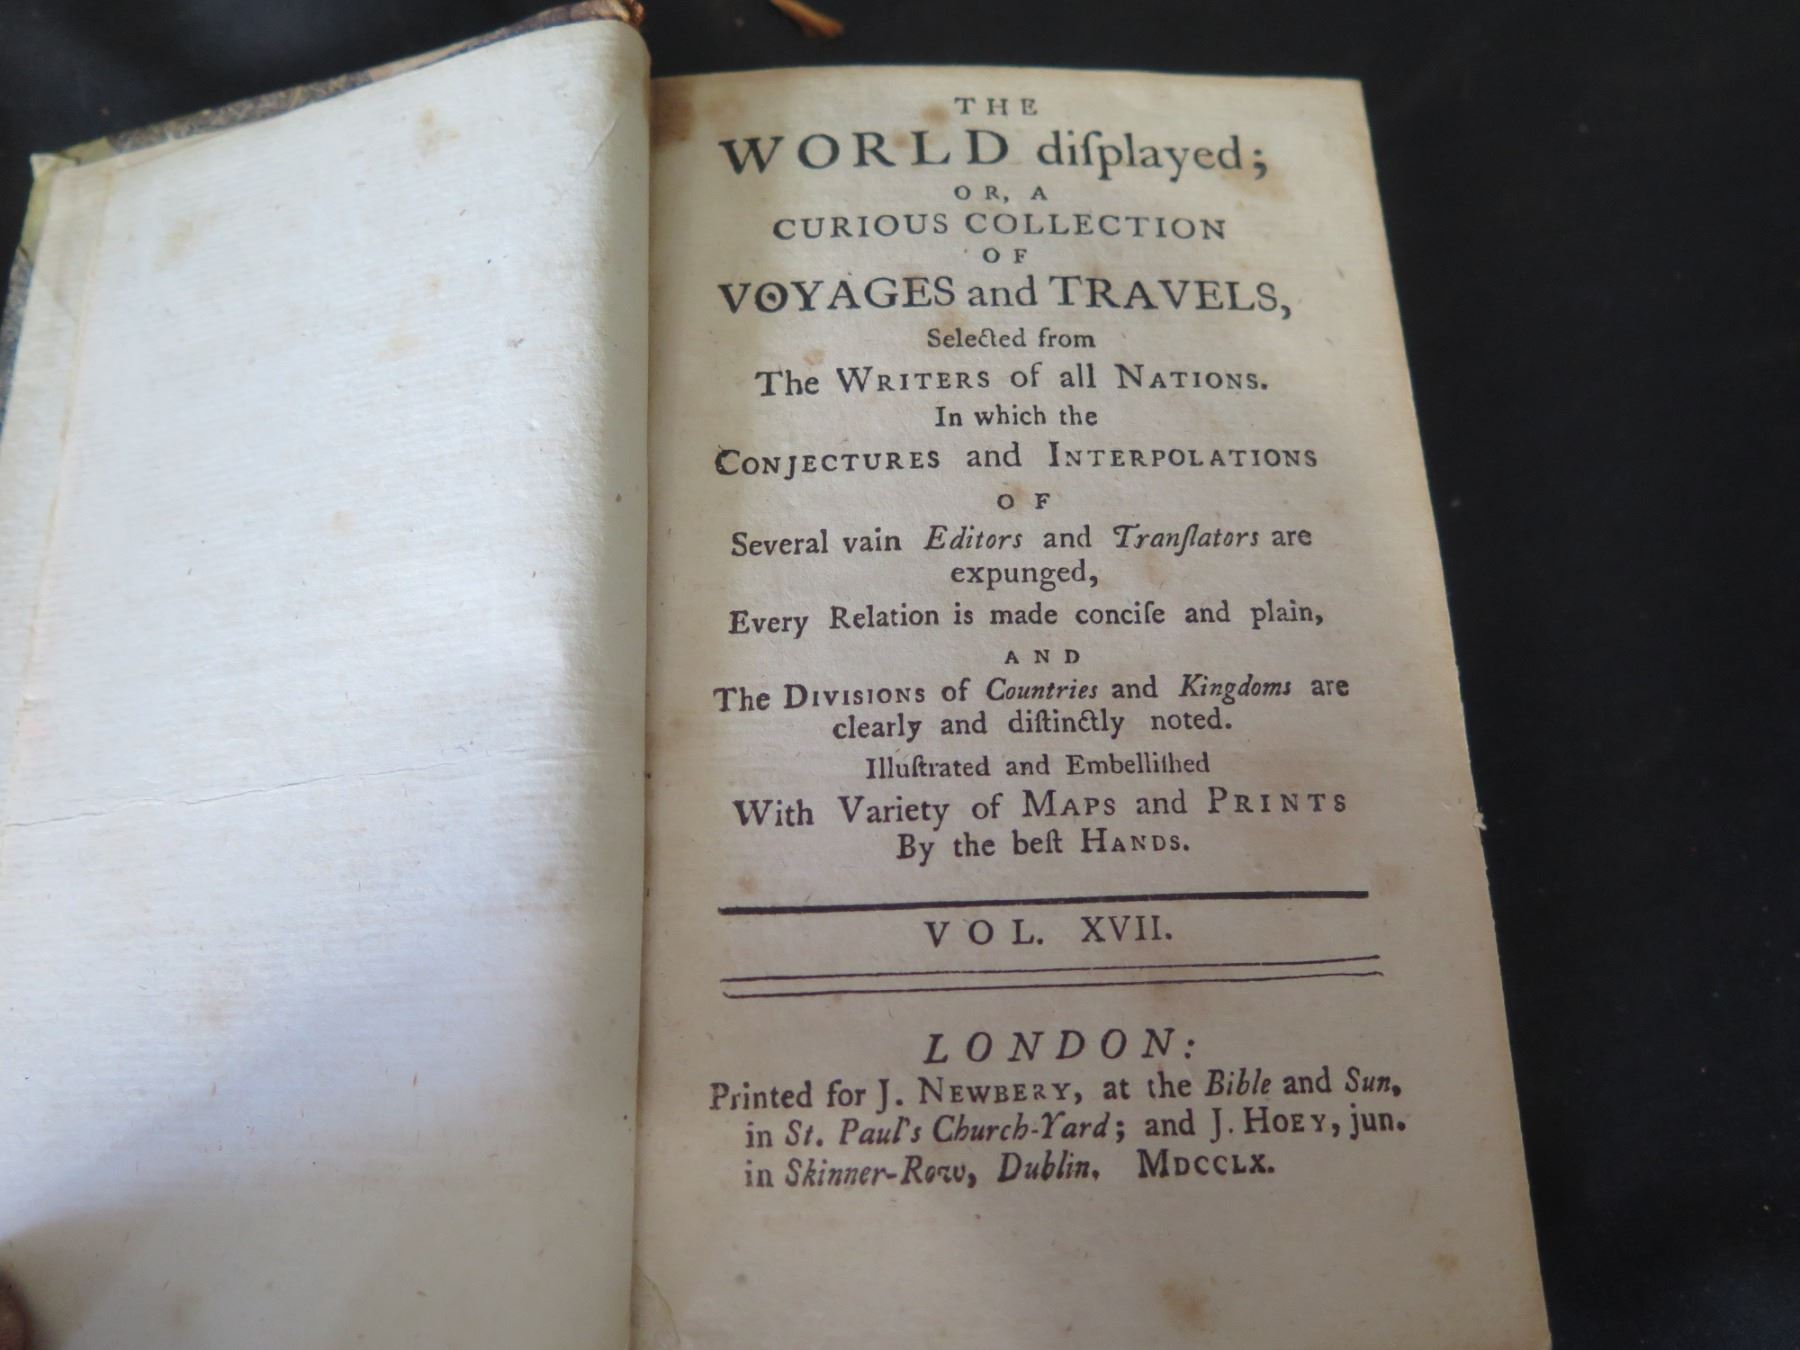 THE
WORLD diſplayed;
OR, A
CURIOUS COLLECTION
OF
VOYAGES and TRAVELS,
Selected from
The WRITERS of all NATIONS.
In which the
CONJECTURES and INTERPOLATIONS
OF
Several vain Editors and Tranſlators are
expunged,
Every Relation is made conciſe and plain,
AND
The DIVISIONS of Countries and Kingdoms are
clearly and diſtinctly noted.
Illuſtrated and Embelliſhed
With Variety of MAPS and PRINTS
By the beſt HANDS.
VOL. XVII.
LONDON:
Printed for J. NEWBERY, at the Bible and Sun,
in St. Paul's Church-Yard; and J. HOEY, jun.
in Skinner-Row, Dublin. MDCCLX.